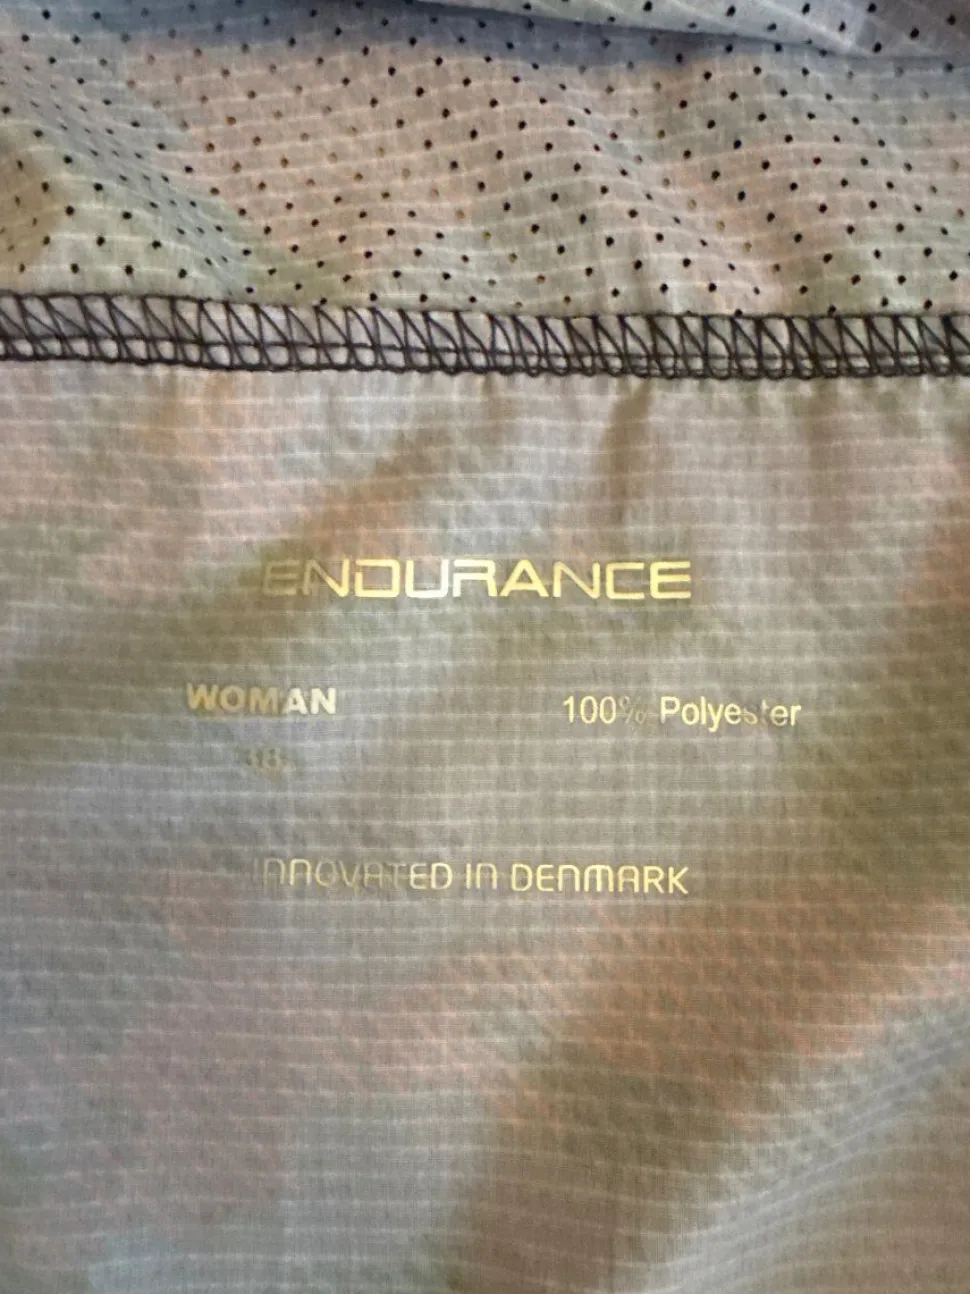 ENDURANCE
WOMAN
100% Polyester
INNOVATED IN DENMARK